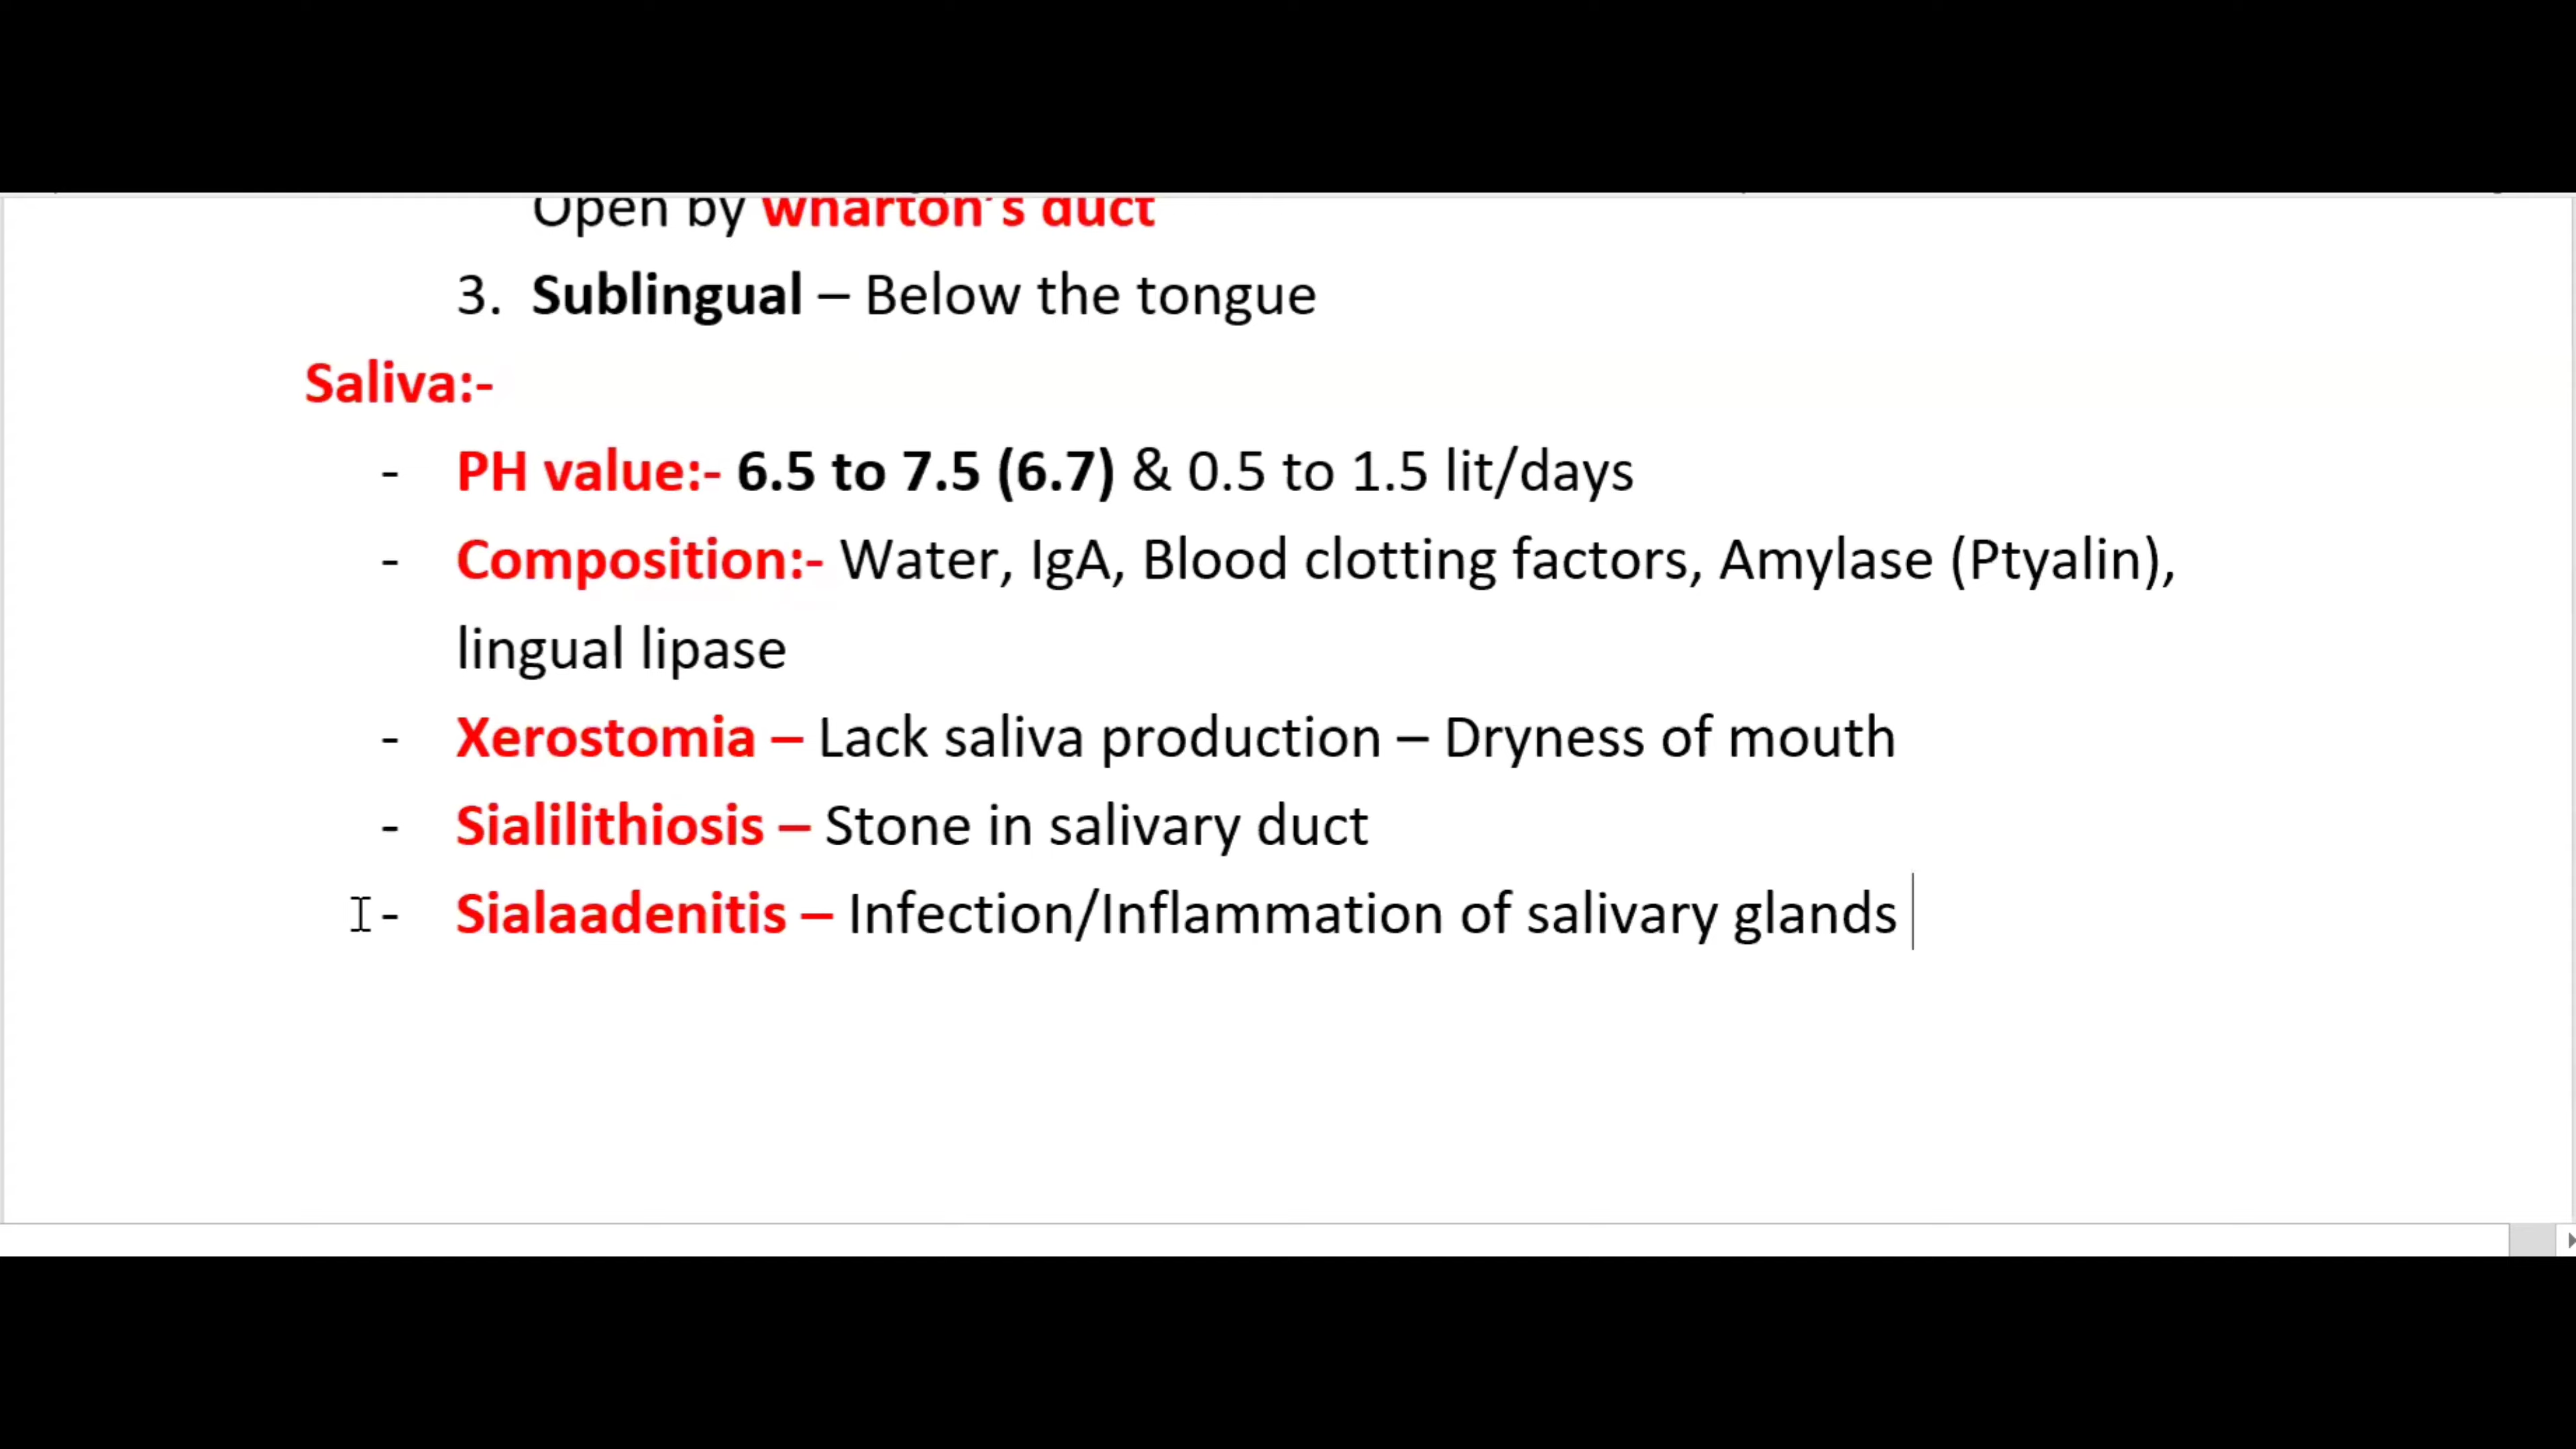 Open by wharton's duct
3. Sublingual – Below the tongue
Saliva:-
- PH value:- 6.5 to 7.5 (6.7) & 0.5 to 1.5 lit/days
- Composition:- Water, IgA, Blood clotting factors, Amylase (Ptyalin),
lingual lipase
- Xerostomia – Lack saliva production – Dryness of mouth
- Sialilithiosis – Stone in salivary duct
- Sialaadenitis – Infection/Inflammation of salivary glands